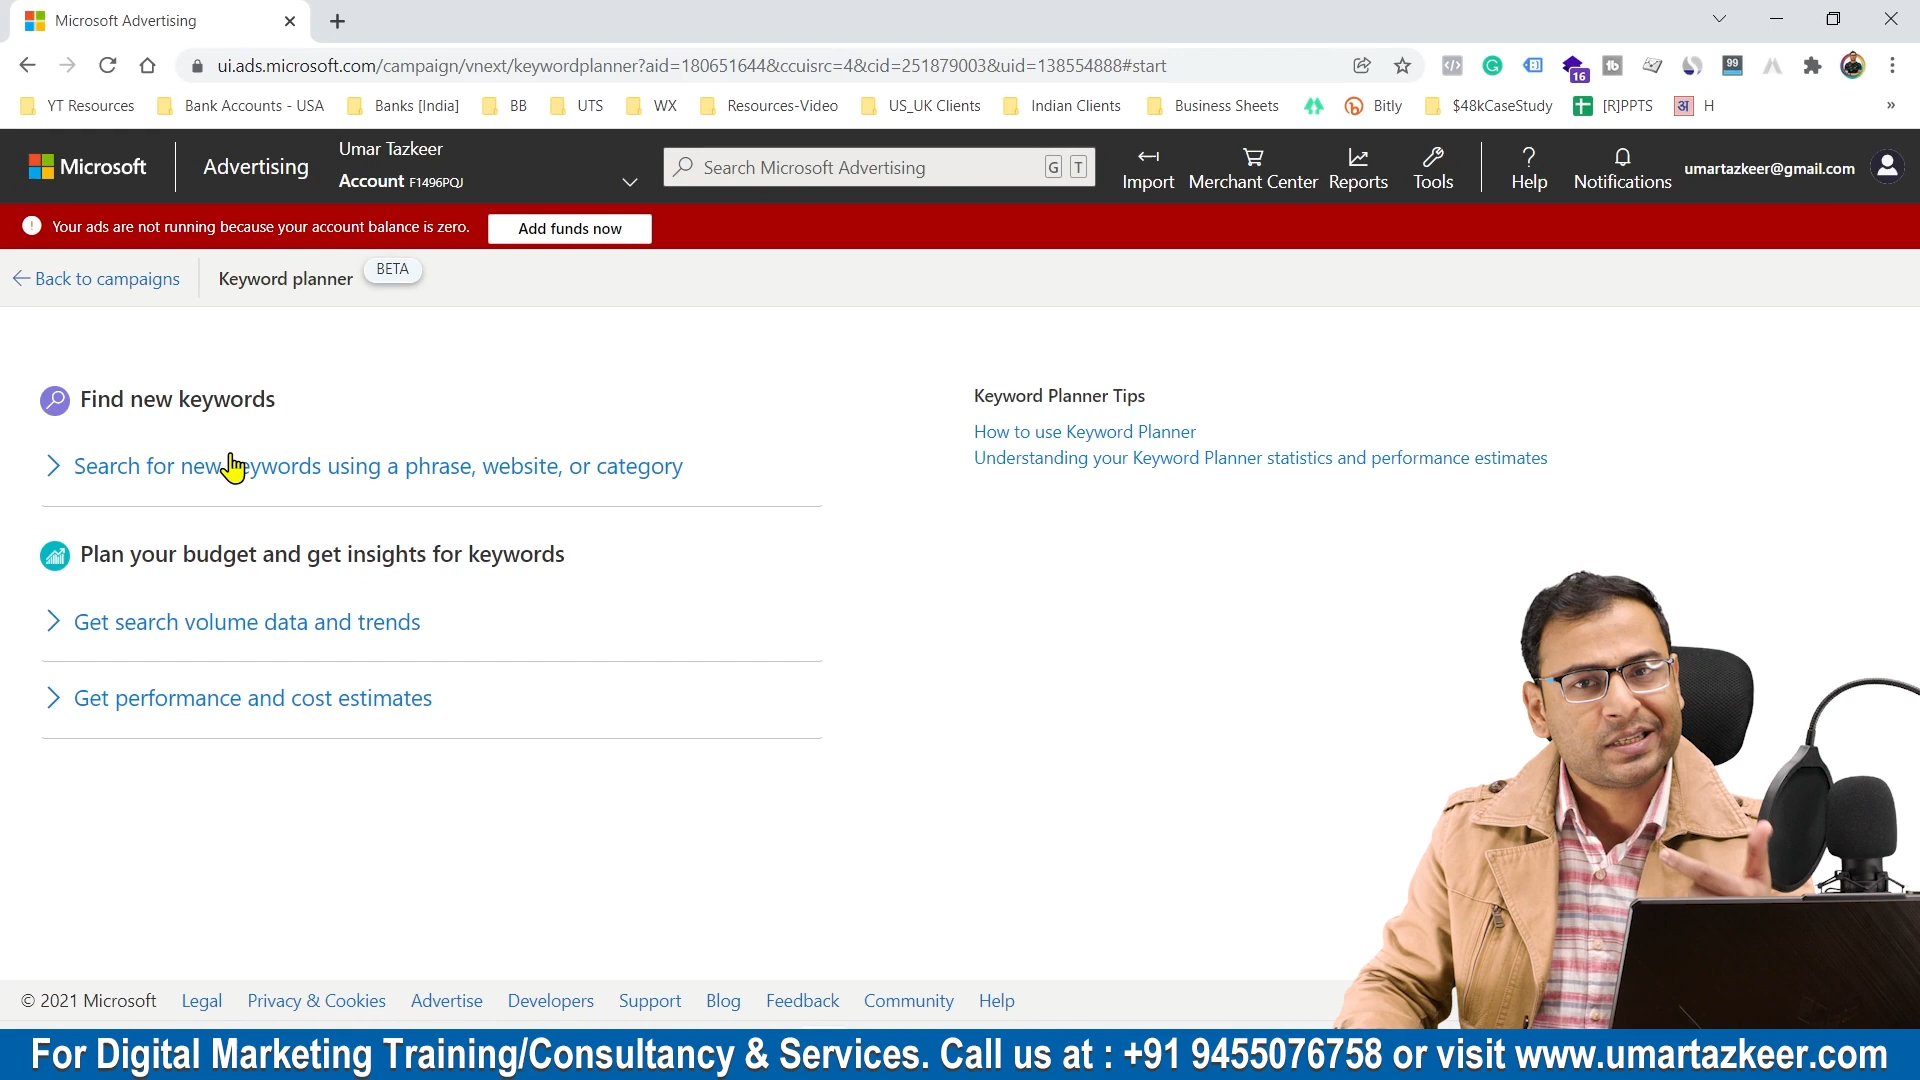 Microsoft Advertising
ui.ads.microsoft.com/campaign/vnext/keywordplanner?aid=180651644&ccuisrc=4&cid=251879003&uid=138554888#start
16
99
YT Resources
Bank Accounts - USA
Banks [India]
BB
UTS
WX
Resources-Video
US_UK Clients
Indian Clients
Business Sheets
Bitly
$48kCaseStudy
[R]PPTS
अ H
»
Microsoft
Advertising
Umar Tazkeer
Account F1496PQJ
Search Microsoft Advertising
G T
Import
Merchant Center
Reports
Tools
Help
Notifications
umartazkeer@gmail.com
Your ads are not running because your account balance is zero.
Add funds now
Back to campaigns
Keyword planner
BETA
Find new keywords
Search for new keywords using a phrase, website, or category
Plan your budget and get insights for keywords
Get search volume data and trends
Get performance and cost estimates
Keyword Planner Tips
How to use Keyword Planner
Understanding your Keyword Planner statistics and performance estimates
© 2021 Microsoft
Legal
Privacy & Cookies
Advertise
Developers
Support
Blog
Feedback
Community
Help
For Digital Marketing Training/Consultancy & Services. Call us at : +91 9455076758 or visit www.umartazkeer.com